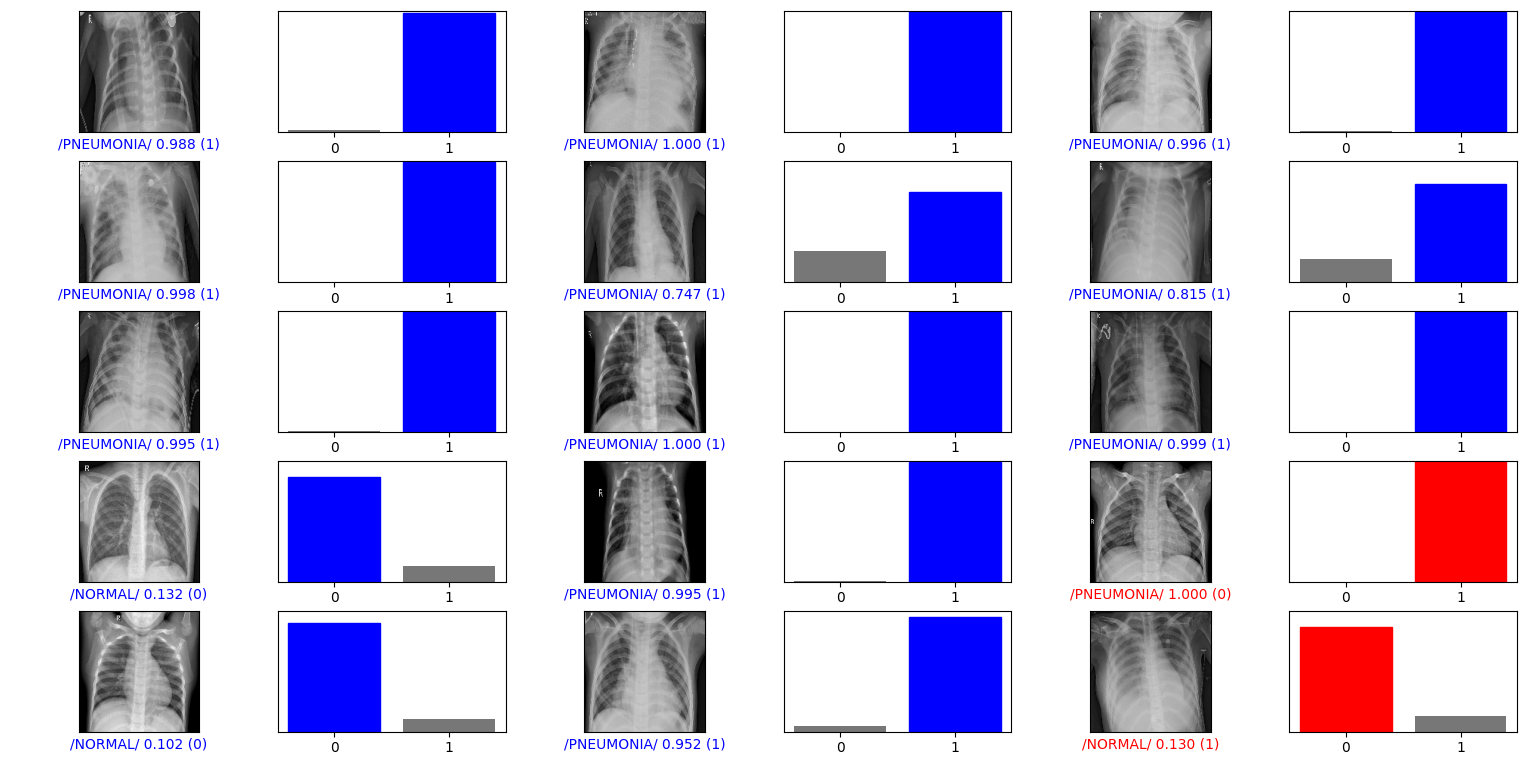 0 1 0 1 0 1
/PNEUMONIA/ 0.988 (1) /PNEUMONIA/ 1.000 (1) /PNEUMONIA/ 0.996 (1)
0 1 0 1 0 1
/PNEUMONIA/ 0.998 (1) /PNEUMONIA/ 0.747 (1) /PNEUMONIA/ 0.815 (1)
0 1 0 1 0 1
/PNEUMONIA/ 0.995 (1) /PNEUMONIA/ 1.000 (1) /PNEUMONIA/ 0.999 (1)
R
R
0 1 0 1 0 1
/NORMAL/ 0.132 (0) /PNEUMONIA/ 0.995 (1) /PNEUMONIA/ 1.000 (0)
R
0 1 0 1 0 1
/NORMAL/ 0.102 (0) /PNEUMONIA/ 0.952 (1) /NORMAL/ 0.130 (1)